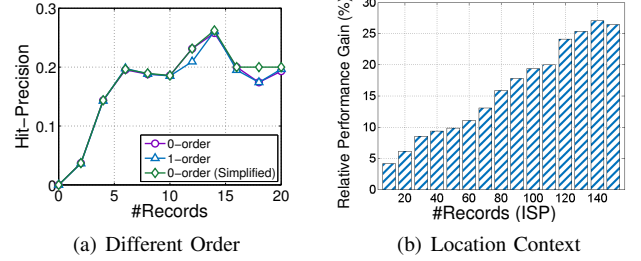 0.3
0.2
0.1
0
Hit-Precision
0-order
1-order
0-order (Simplified)
0 5 10 15 20
#Records
(a) Different Order
30
25
20
15
10
5
0
Relative Performance Gain (%)
20 40 60 80 100 120 140
#Records (ISP)
(b) Location Context